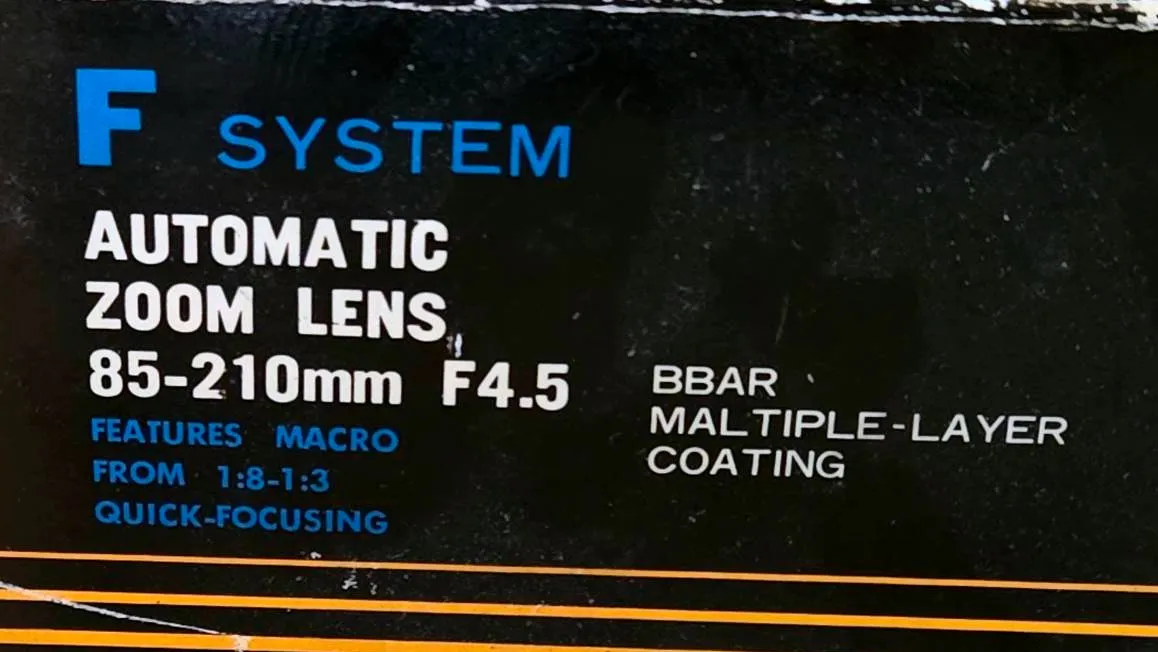 F SYSTEM
AUTOMATIC
ZOOM LENS
85-210mm F4.5
FEATURES MACRO
FROM 1:8-1:3
QUICK-FOCUSING
BBAR
MALTIPLE-LAYER
COATING